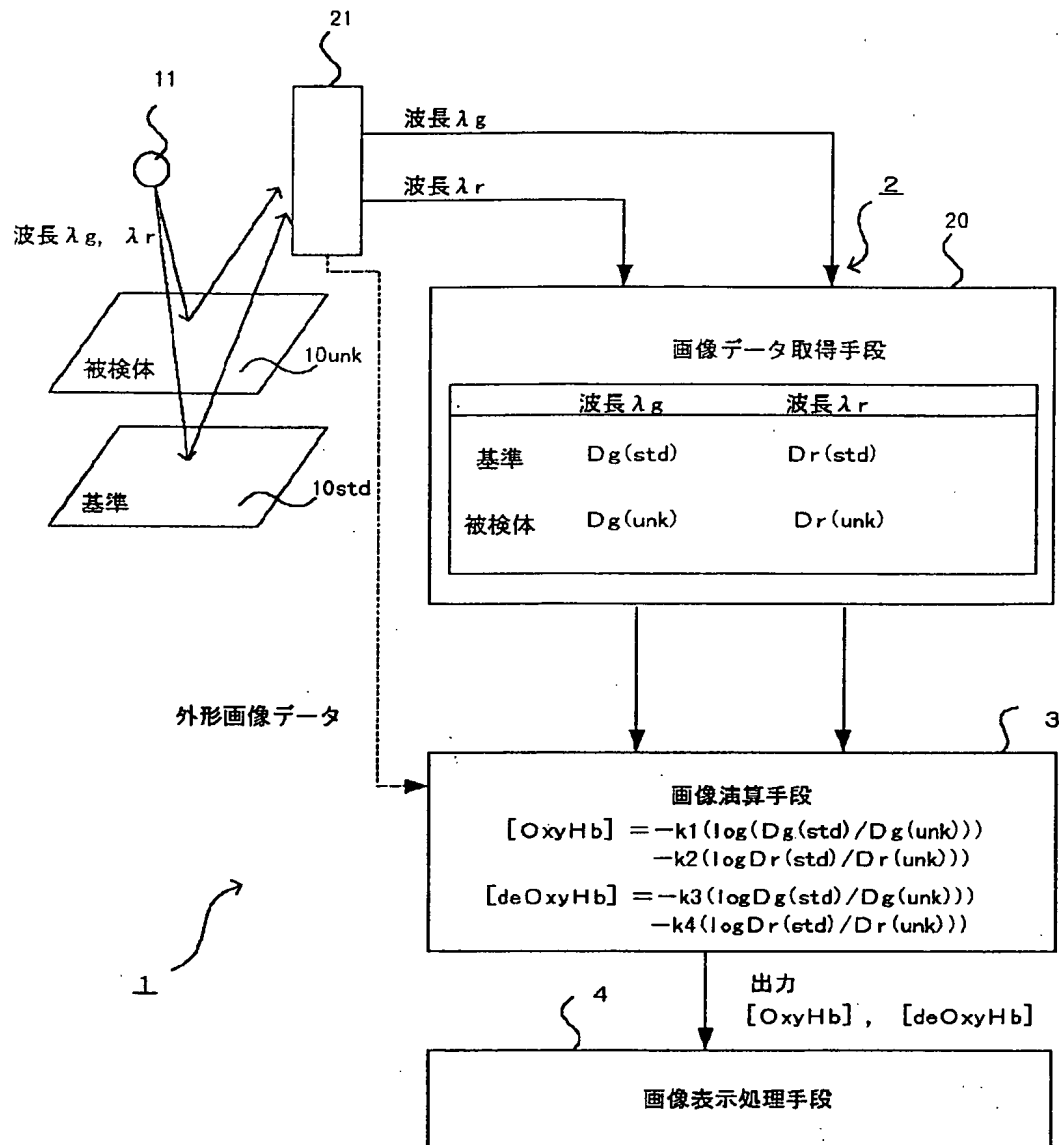 21
11
波長λg
波長λr
2
20
波長λg, λr
被検体
10unk
基準
10std
画像データ取得手段
波長λg 波長λr
基準 Dg(std) Dr(std)
被検体 Dg(unk) Dr(unk)
外形画像データ
3
画像演算手段
[OxyHb] =-k1(log(Dg(std)/Dg(unk)))
-k2(logDr(std)/Dr(unk)))
[deOxyHb] =-k3(logDg(std)/Dg(unk)))
-k4(logDr(std)/Dr(unk)))
1
出力
[OxyHb], [deOxyHb]
4
画像表示処理手段